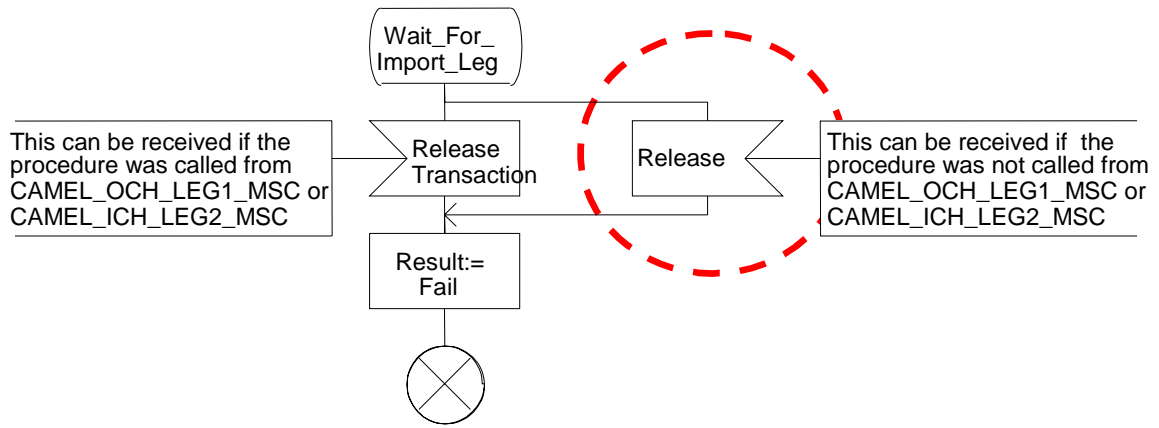 Wait_For_
Import_Leg
This can be received if the
procedure was called from
CAMEL_OCH_LEG1_MSC or
CAMEL_ICH_LEG2_MSC
Release
Transaction
Release
This can be received if  the
procedure was not called from
CAMEL_OCH_LEG1_MSC or
CAMEL_ICH_LEG2_MSC
Result:=
Fail